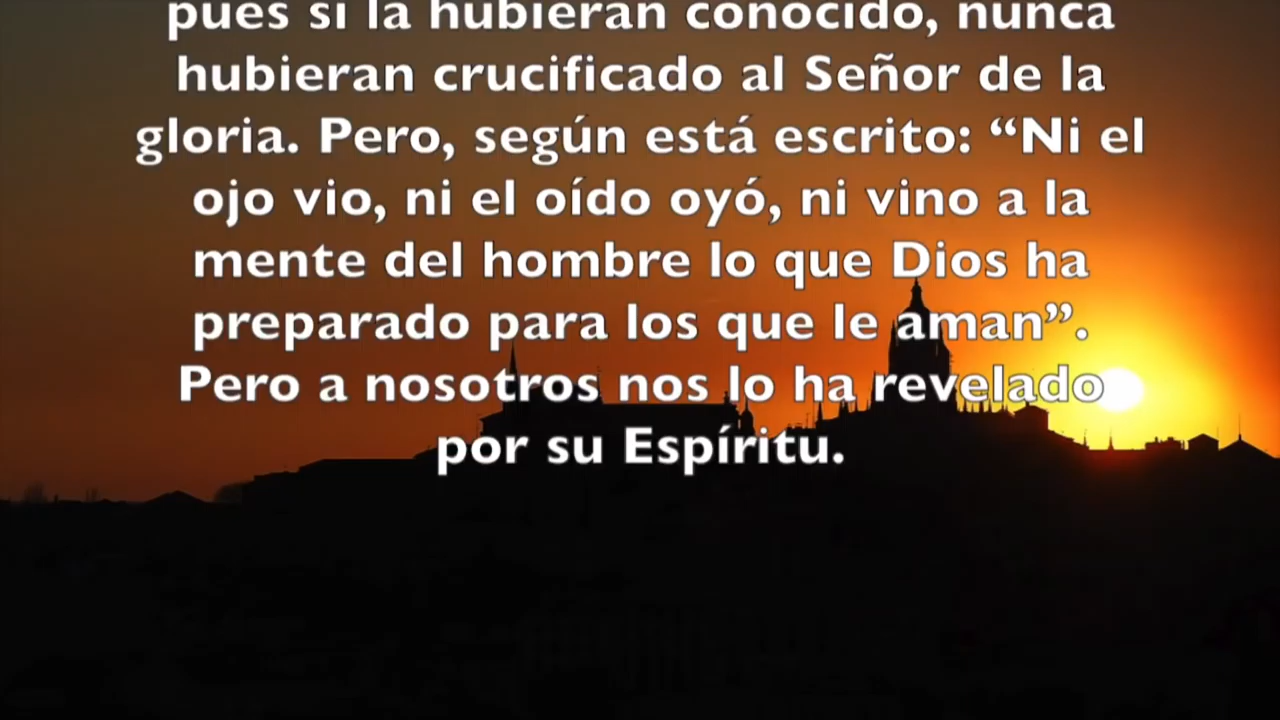 pues si la hubieran conocido, nunca
hubieran crucificado al Señor de la
gloria. Pero, según está escrito: “Ni el
ojo vio, ni el oído oyó, ni vino a la
mente del hombre lo que Dios ha
preparado para los que le aman”.
Pero a nosotros nos lo ha revelado
por su Espíritu.